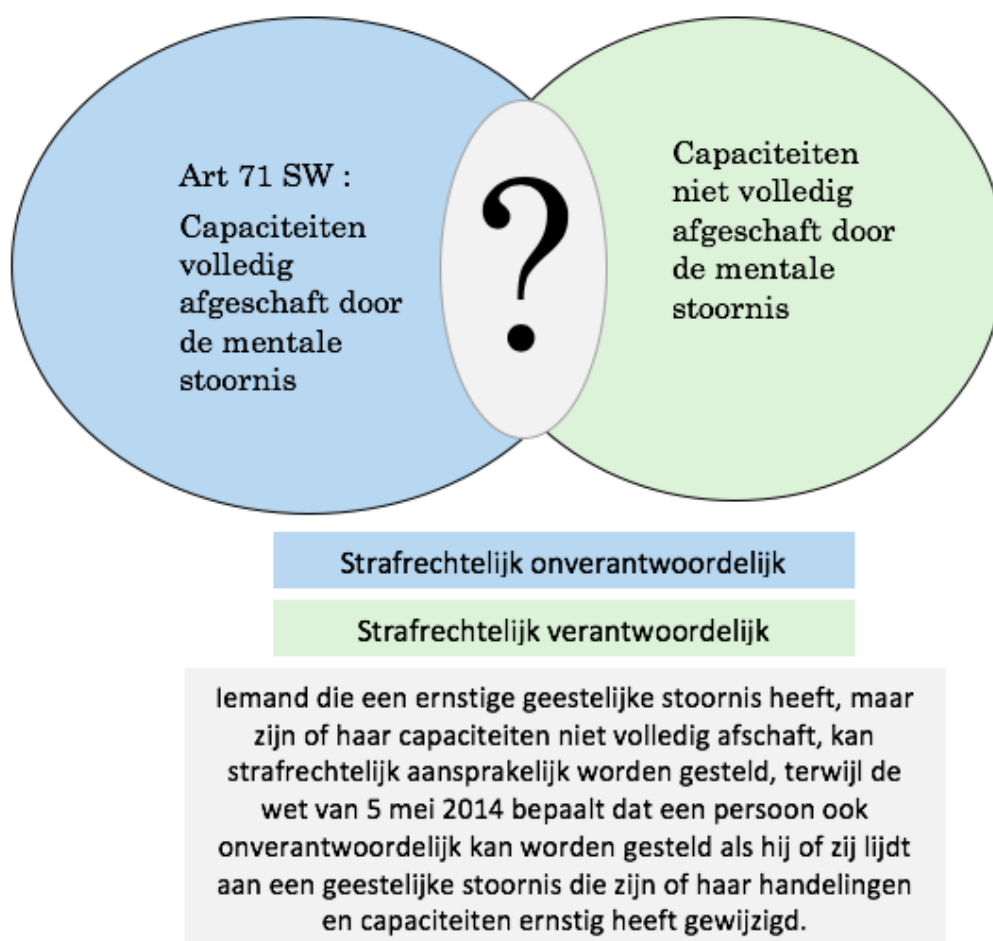 Art 71 SW :
Capaciteiten
volledig
afgeschaft door
de mentale
stoornis
?
Capaciteiten
niet volledig
afgeschaft door
de mentale
stoornis
Strafrechtelijk onverantwoordelijk
Strafrechtelijk verantwoordelijk
Iemand die een ernstige geestelijke stoornis heeft, maar
zijn of haar capaciteiten niet volledig afschaft, kan
strafrechtelijk aansprakelijk worden gesteld, terwijl de
wet van 5 mei 2014 bepaalt dat een persoon ook
onverantwoordelijk kan worden gesteld als hij of zij lijdt
aan een geestelijke stoornis die zijn of haar handelingen
en capaciteiten ernstig heeft gewijzigd.